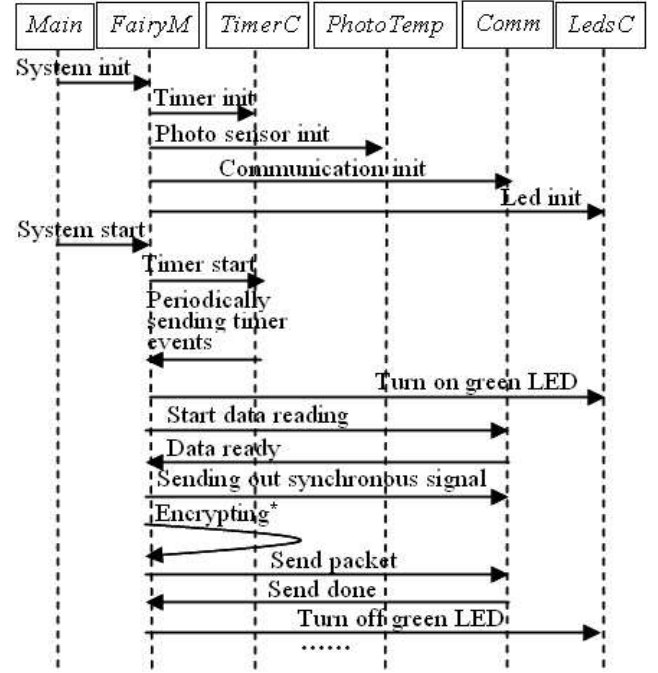 Main FairyM TimerC PhotoTemp Comm LedsC
System init
Timer init
Photo sensor init
Communication init
Led init
System start
Timer start
Periodically
sending timer
events
Turn on green LED
Start data reading
Data ready
Sending out synchronous signal
Encrypting*
Send packet
Send done
Turn off green LED
......